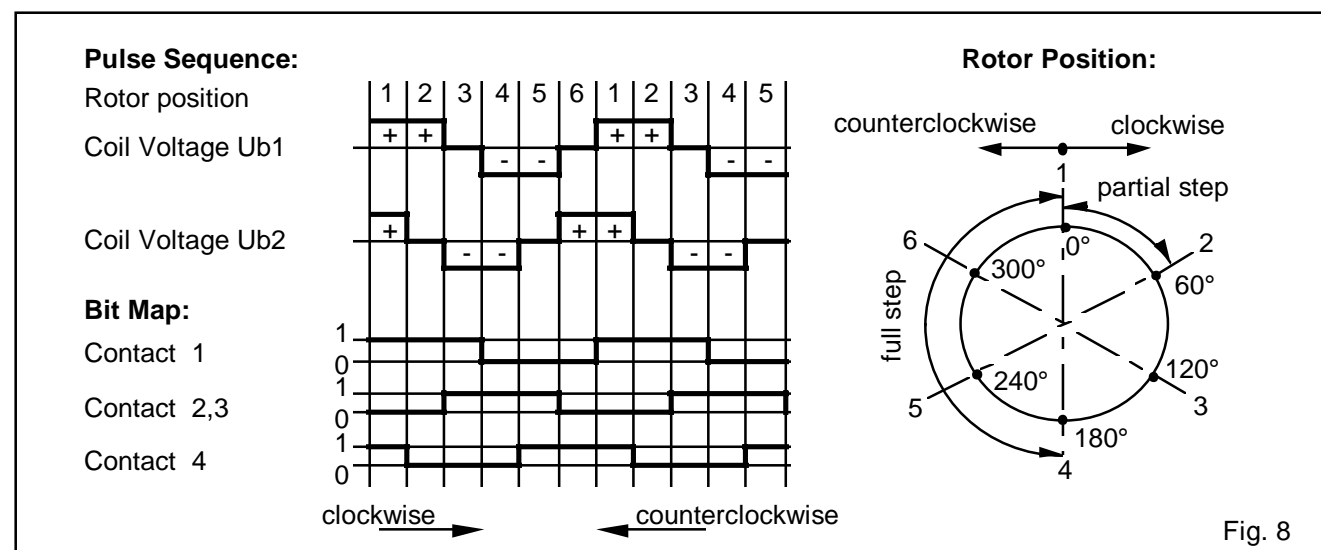 Pulse Sequence:
Rotor position 1 2 3 4 5 6 1 2 3 4 5
Coil Voltage Ub1 + + - - + + - -
Coil Voltage Ub2 + - - + + - -
Bit Map:
Contact 1 1 0
Contact 2,3 1 0
Contact 4 1 0
clockwise counterclockwise
Rotor Position:
counterclockwise clockwise
1
partial step
6 0° 2
300° 60°
full step
240° 120°
5 3
180°
4
Fig. 8